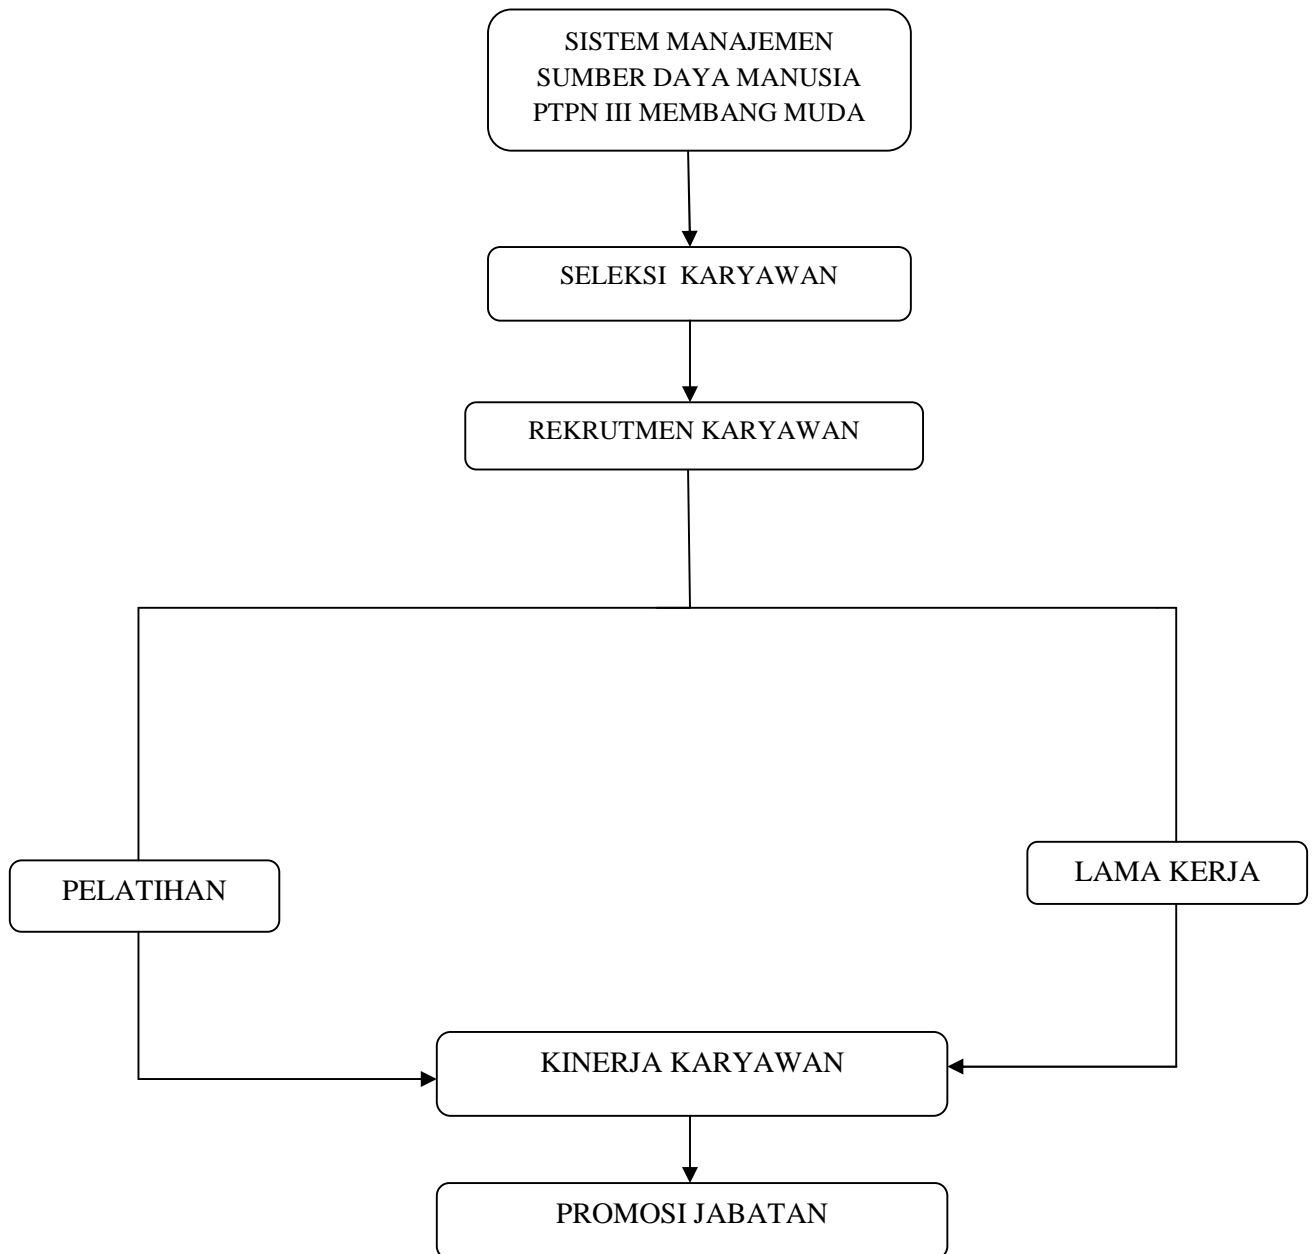 SISTEM MANAJEMEN
SUMBER DAYA MANUSIA
PTPN III MEMBANG MUDA
SELEKSI KARYAWAN
REKRUTMEN KARYAWAN
PELATIHAN
LAMA KERJA
KINERJA KARYAWAN
PROMOSI JABATAN